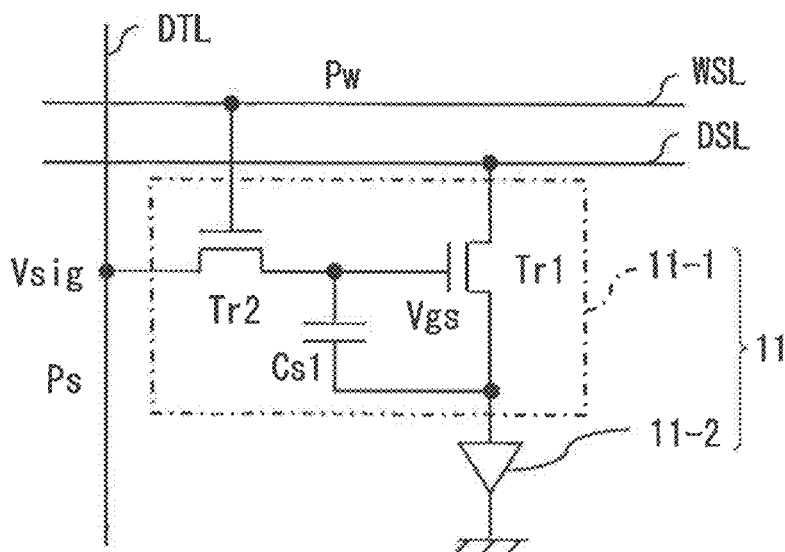 DTL
Pw
WSL
DSL
Vsig
Tr2
Vgs
Tr1
11-1
Cs1
11
Ps
11-2